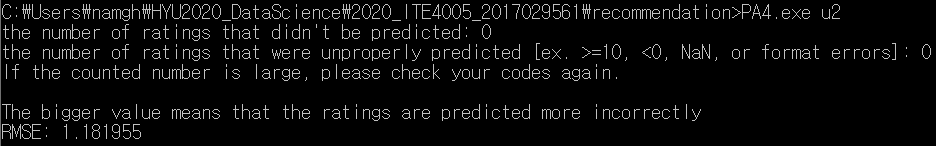 C:₩Users₩namgh₩HYU2020_DataScience₩2020_ITE4005_2017029561₩recommendation>PA4.exe u2
the number of ratings that didn't be predicted: 0
the number of ratings that were unproperly predicted [ex. >=10, <0, NaN, or format errors]: 0
If the counted number is large, please check your codes again.
The bigger value means that the ratings are predicted more incorrectly
RMSE: 1.181955